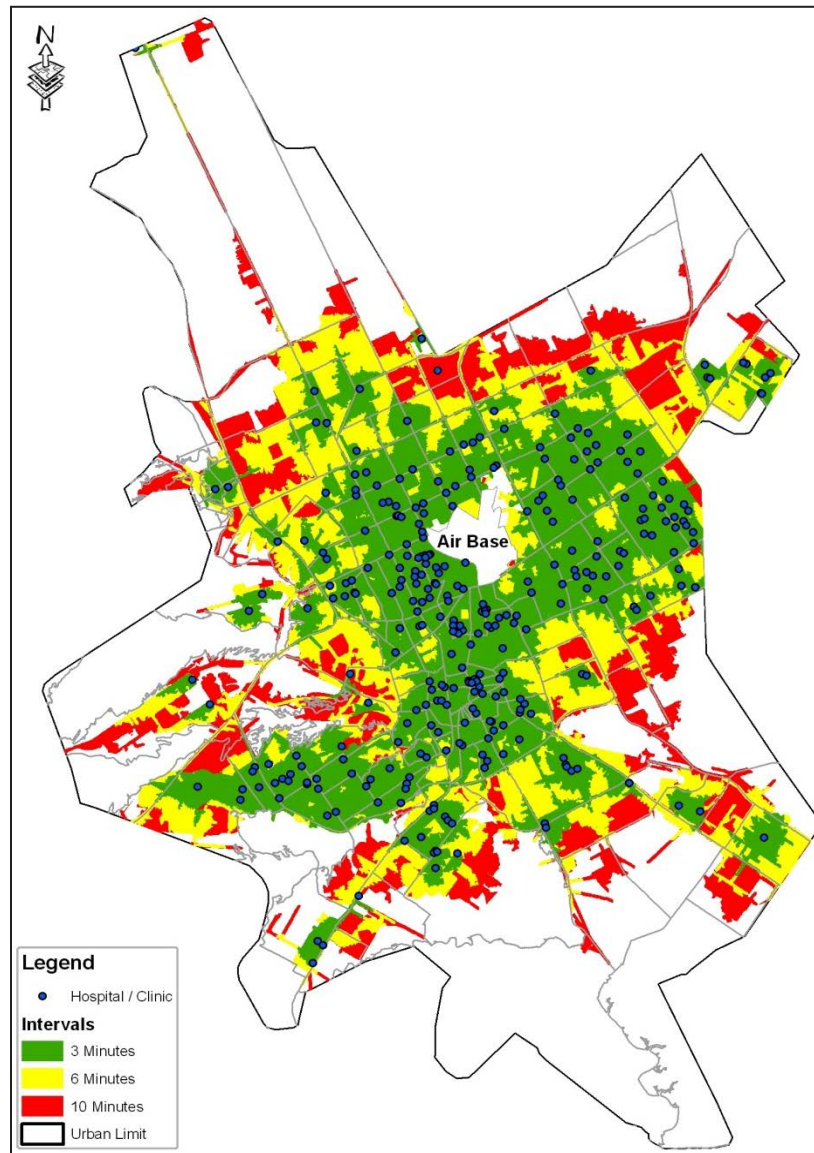 N
Air Base
Legend
Hospital / Clinic
Intervals
3 Minutes
6 Minutes
10 Minutes
Urban Limit